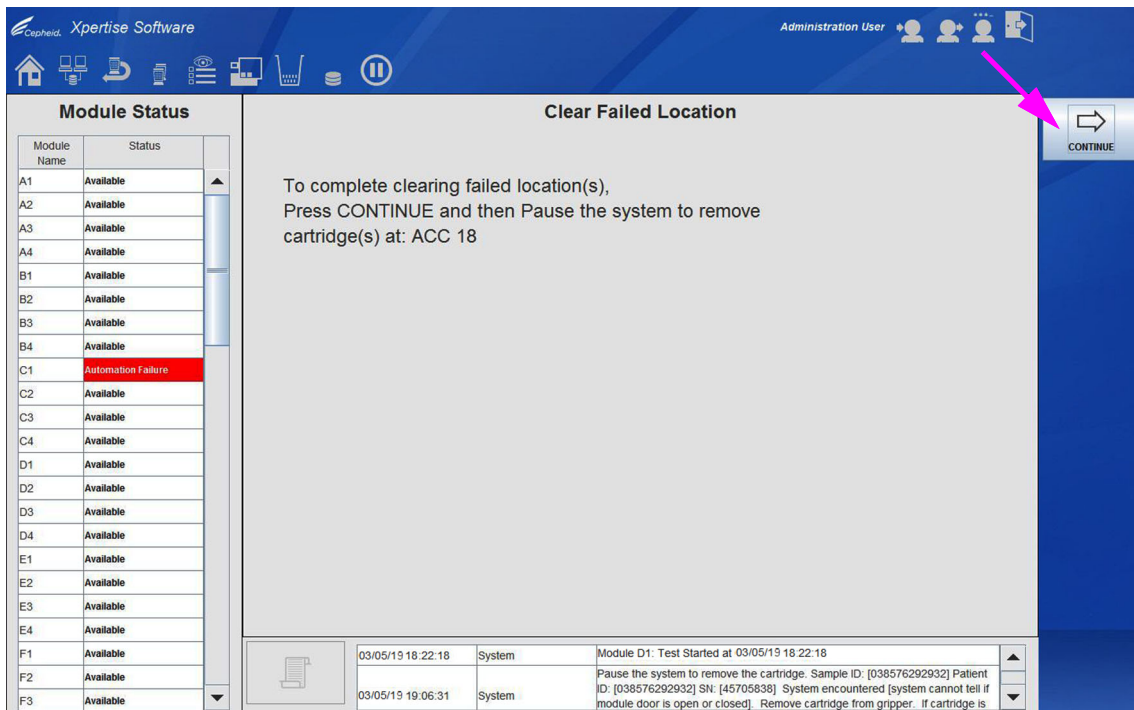 Cepheid. Xpertise Software
Administration User
Module Status
Module Name Status
A1 Available
A2 Available
A3 Available
A4 Available
B1 Available
B2 Available
B3 Available
B4 Available
C1 Automation Failure
C2 Available
C3 Available
C4 Available
D1 Available
D2 Available
D3 Available
D4 Available
E1 Available
E2 Available
E3 Available
E4 Available
F1 Available
F2 Available
F3 Available
Clear Failed Location
To complete clearing failed location(s),
Press CONTINUE and then Pause the system to remove
cartridge(s) at: ACC 18
CONTINUE
03/05/19 18:22:18 System Module D1: Test Started at 03/05/19 18:22:18
03/05/19 19:06:31 System Pause the system to remove the cartridge. Sample ID: [038576292932] Patient
ID: [038576292932] SN: [45705838] System encountered [system cannot tell if
module door is open or closed]. Remove cartridge from gripper. If cartridge is